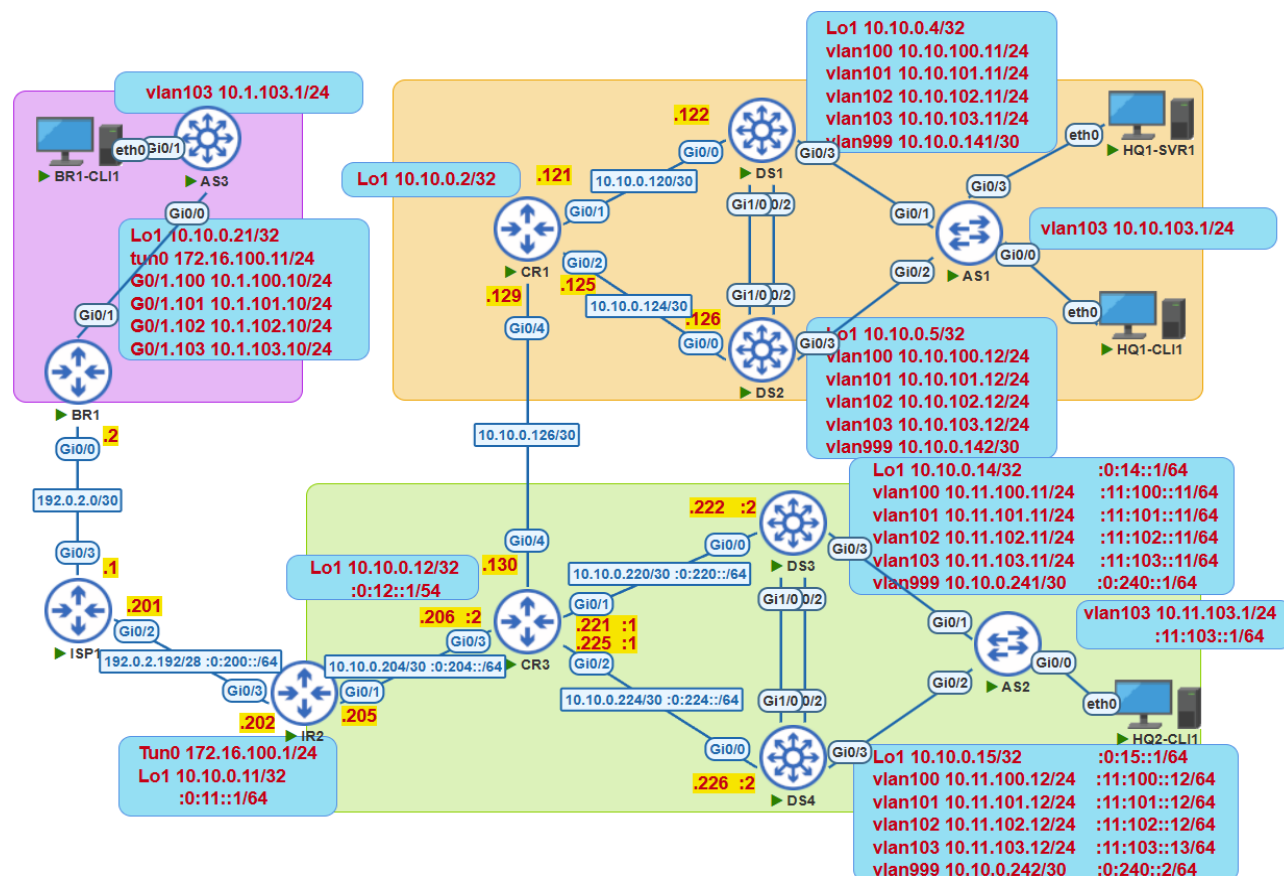 vlan103 10.1.103.1/24
eth0
Gi0/1
BR1-CLI1
AS3
Gi0/0
Lo1 10.10.0.21/32
tun0 172.16.100.11/24
G0/1.100 10.1.100.10/24
G0/1.101 10.1.101.10/24
G0/1.102 10.1.102.10/24
G0/1.103 10.1.103.10/24
Gi0/1
BR1
.2
Gi0/0
192.0.2.0/30
Gi0/3
.1
ISP1
.201
Gi0/2
192.0.2.192/28 :0:200::/64
Gi0/3
.202
IR2
Tun0 172.16.100.1/24
Lo1 10.10.0.11/32
:0:11::1/64
Gi0/1
.205
10.10.0.204/30 :0:204::/64
.206 :2
Gi0/3
Lo1 10.10.0.2/32
.121
Gi0/1
10.10.0.120/30
Gi0/0
.122
DS1
Lo1 10.10.0.4/32
vlan100 10.10.100.11/24
vlan101 10.10.101.11/24
vlan102 10.10.102.11/24
vlan103 10.10.103.11/24
vlan999 10.10.0.141/30
Gi0/3
CR1
Gi0/2
.125
10.10.0.124/30
.126
Gi0/0
.129
Gi0/4
Gi1/0
0/2
Gi1/0
0/2
DS2
Gi0/3
Lo1 10.10.0.5/32
vlan100 10.10.100.12/24
vlan101 10.10.101.12/24
vlan102 10.10.102.12/24
vlan103 10.10.103.12/24
vlan999 10.10.0.142/30
Gi0/1
Gi0/2
Gi0/3
Gi0/0
AS1
eth0
HQ1-SVR1
vlan103 10.10.103.1/24
eth0
HQ1-CLI1
10.10.0.126/30
Gi0/4
.130
Lo1 10.10.0.12/32
:0:12::1/54
CR3
Gi0/1
.221 :1
.225 :1
Gi0/2
10.10.0.220/30 :0:220::/64
Gi0/0
.222 :2
DS3
Gi0/3
Lo1 10.10.0.14/32 :0:14::1/64
vlan100 10.11.100.11/24 :11:100::11/64
vlan101 10.11.101.11/24 :11:101::11/64
vlan102 10.11.102.11/24 :11:102::11/64
vlan103 10.11.103.11/24 :11:103::11/64
vlan999 10.10.0.241/30 :0:240::1/64
Gi1/0
0/2
10.10.0.224/30 :0:224::/64
Gi1/0
0/2
Gi0/0
.226 :2
DS4
Gi0/3
Gi0/1
Gi0/2
AS2
Gi0/0
vlan103 10.11.103.1/24
:11:103::1/64
eth0
HQ2-CLI1
Lo1 10.10.0.15/32 :0:15::1/64
vlan100 10.11.100.12/24 :11:100::12/64
vlan101 10.11.101.12/24 :11:101::12/64
vlan102 10.11.102.12/24 :11:102::12/64
vlan103 10.11.103.12/24 :11:103::13/64
vlan999 10.10.0.242/30 :0:240::2/64